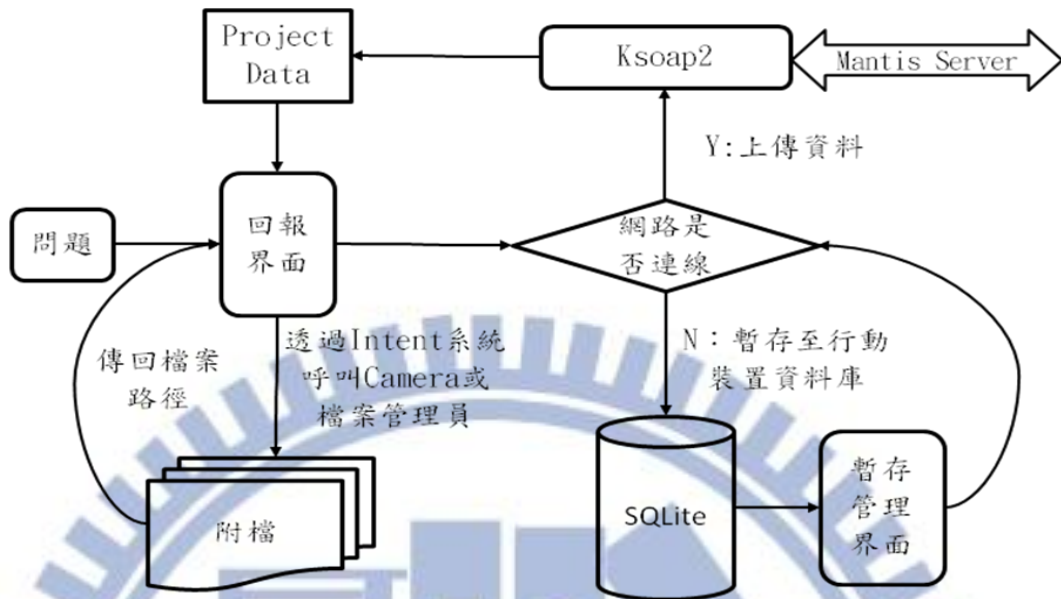 Project
Data
Ksoap2
Mantis Server
Y:上傳資料
問題
回報
界面
網路是
否連線
傳回檔案
路徑
透過Intent系統
呼叫Camera或
檔案管理員
N：暫存至行動
裝置資料庫
附檔
SQLite
暫存
管理
界面